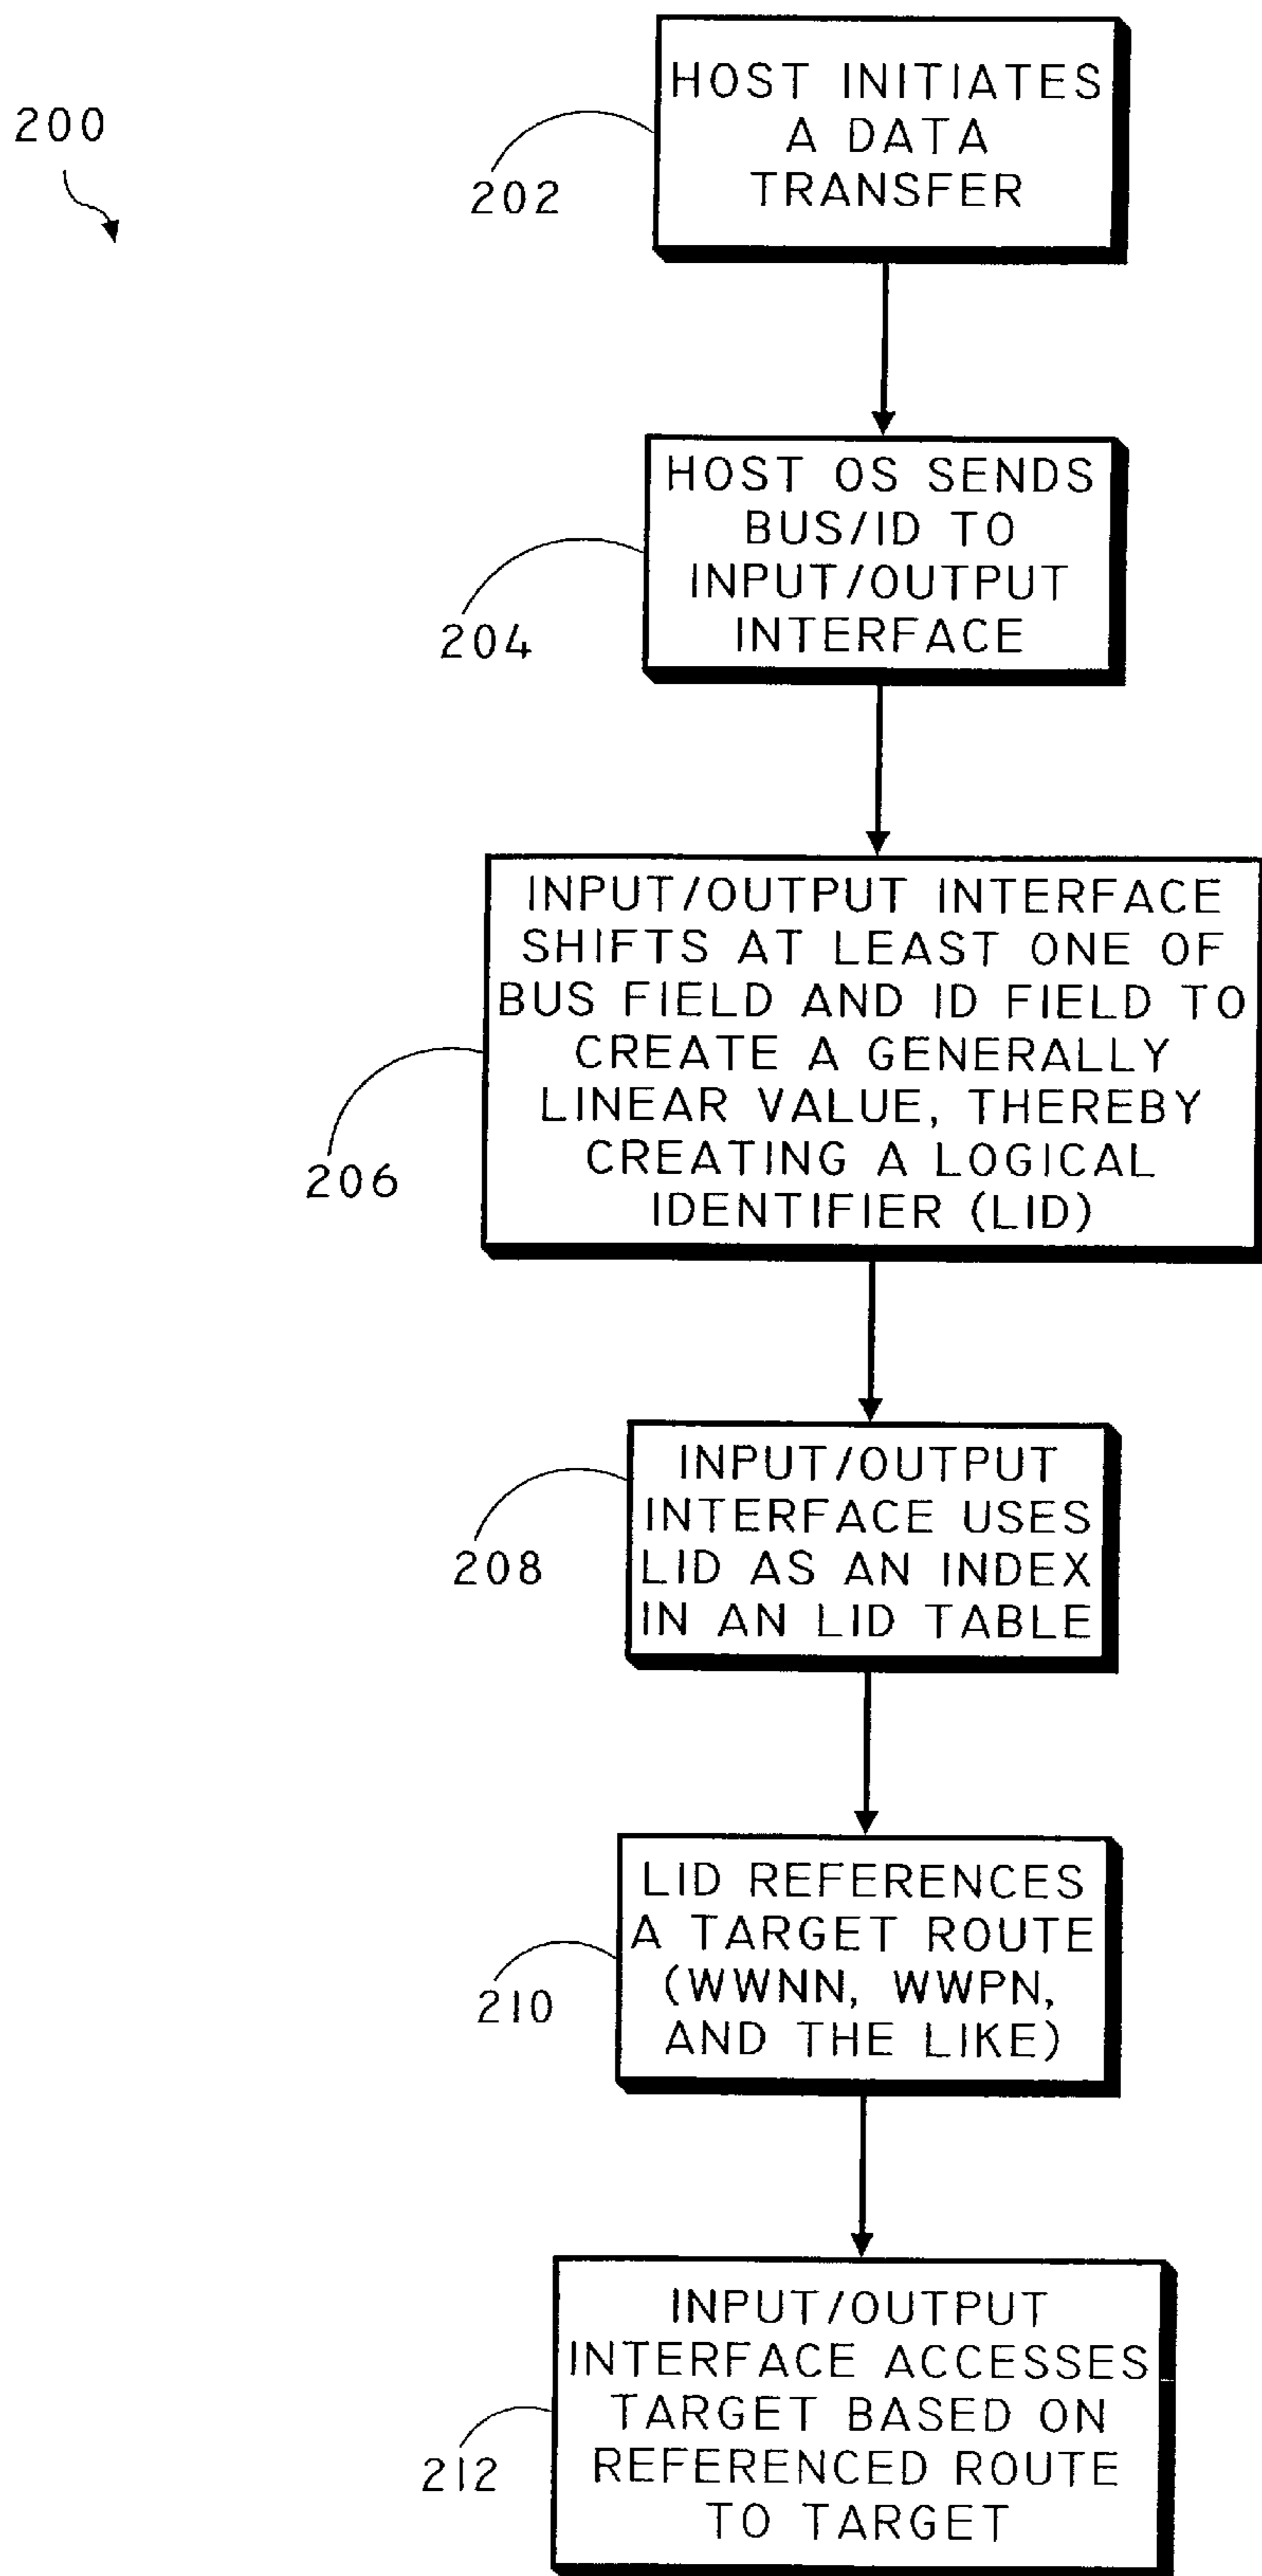 200
HOST INITIATES
A DATA
TRANSFER
202
HOST OS SENDS
BUS/ID TO
INPUT/OUTPUT
INTERFACE
204
INPUT/OUTPUT INTERFACE
SHIFTS AT LEAST ONE OF
BUS FIELD AND ID FIELD TO
CREATE A GENERALLY
LINEAR VALUE, THEREBY
CREATING A LOGICAL
IDENTIFIER (LID)
206
INPUT/OUTPUT
INTERFACE USES
LID AS AN INDEX
IN AN LID TABLE
208
LID REFERENCES
A TARGET ROUTE
(WWNN, WWPN,
AND THE LIKE)
210
INPUT/OUTPUT
INTERFACE ACCESSES
TARGET BASED ON
REFERENCED ROUTE
TO TARGET
212